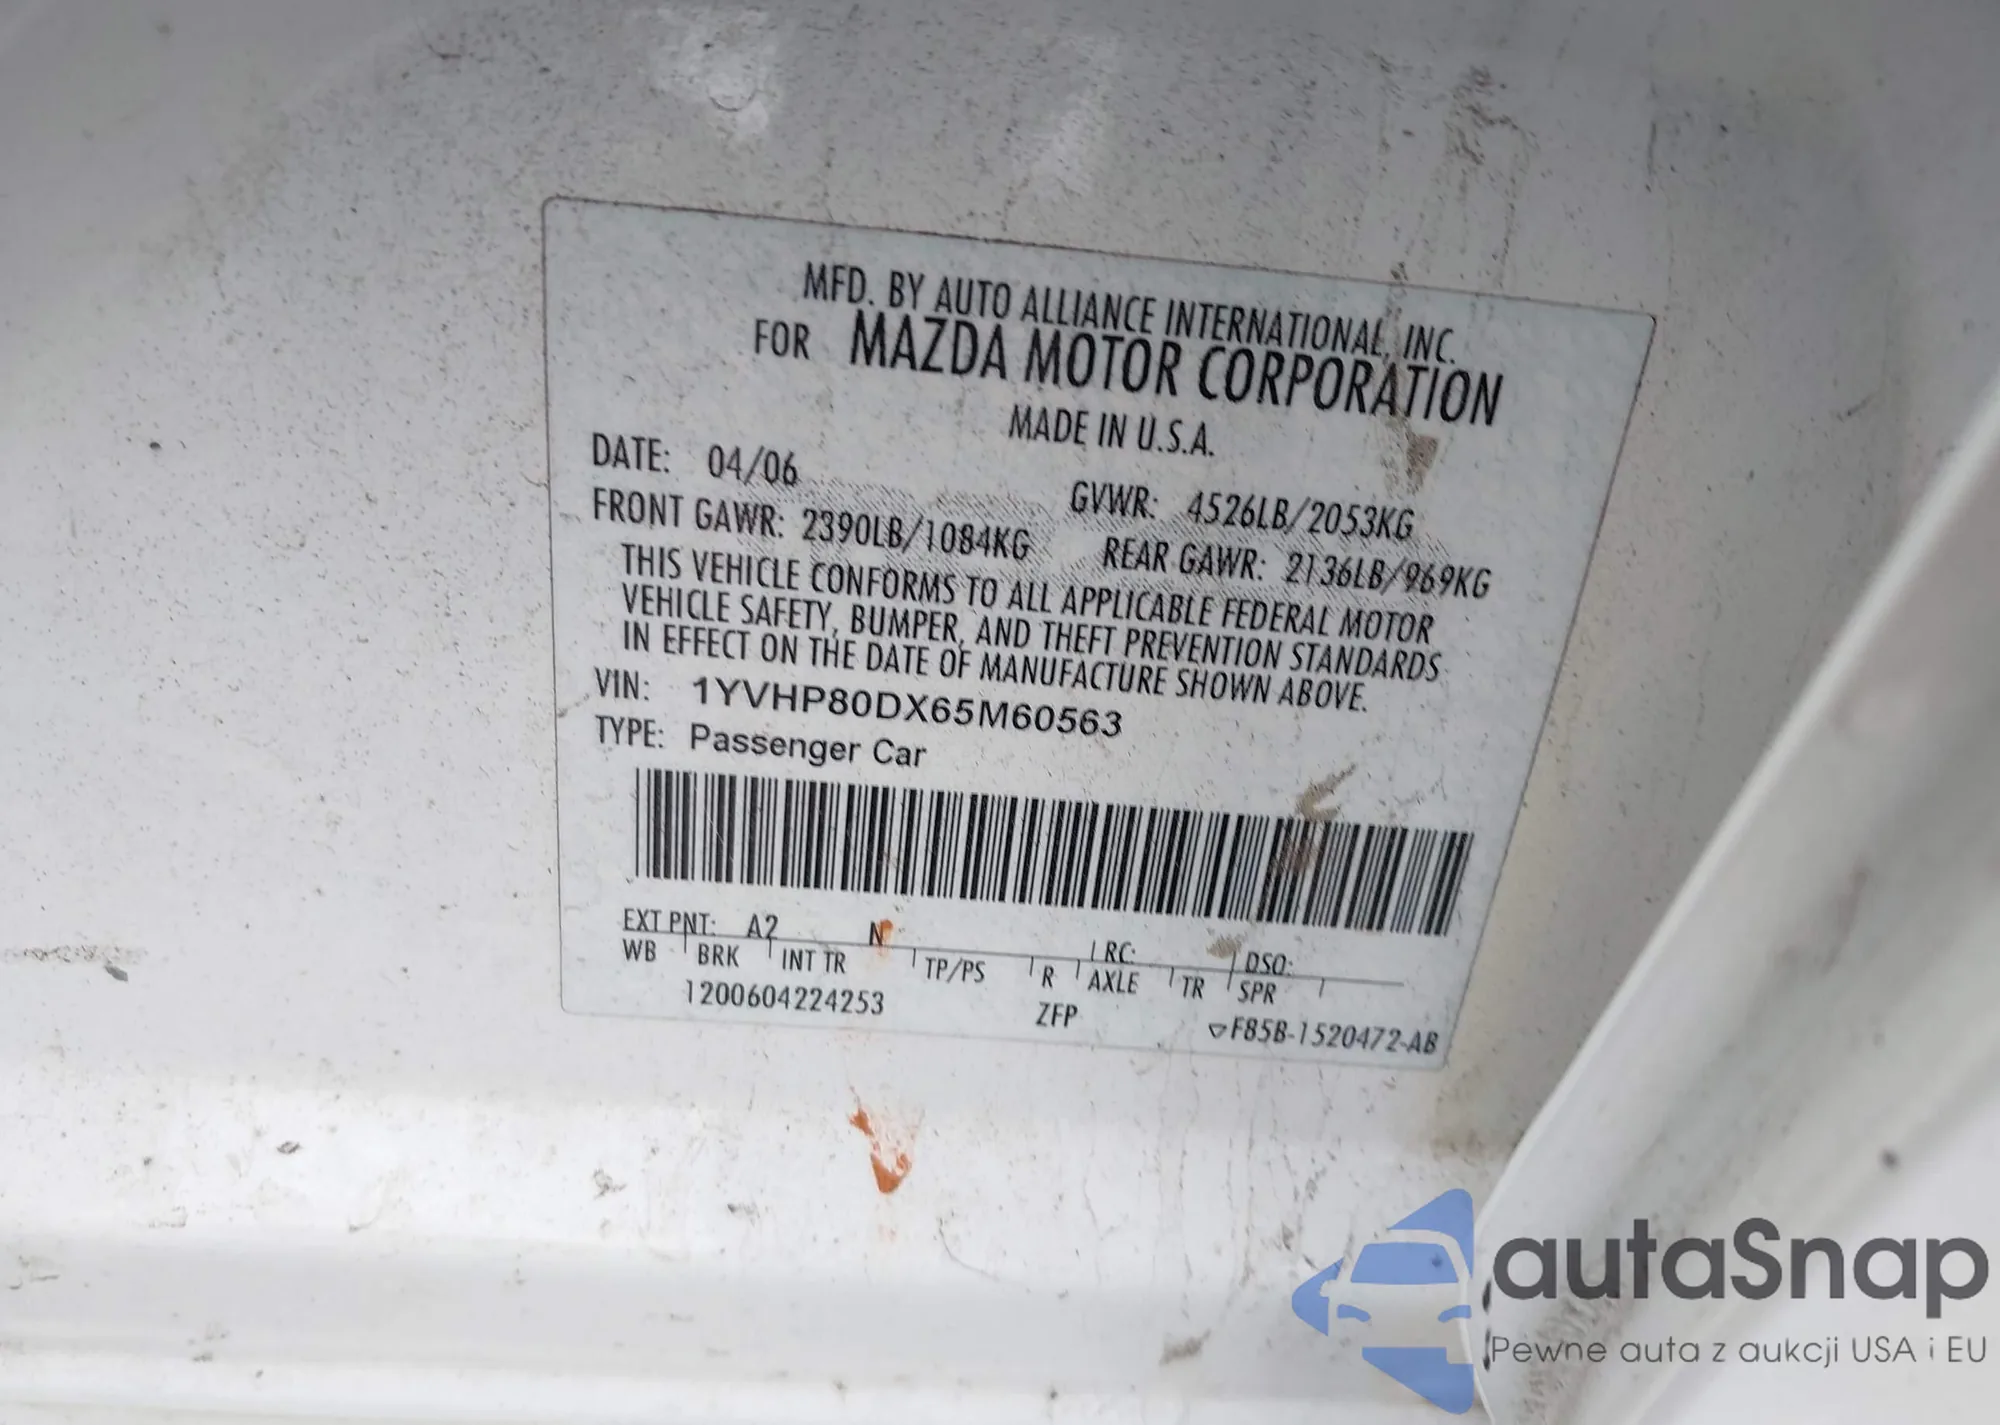 MFD. BY AUTO ALLIANCE INTERNATIONAL, INC.
FOR MAZDA MOTOR CORPORATION
MADE IN U.S.A.
DATE: 04/06
GVWR: 4526LB/2053KG
FRONT GAWR: 2390LB/1084KG
REAR GAWR: 2136LB/969KG
THIS VEHICLE CONFORMS TO ALL APPLICABLE FEDERAL MOTOR
VEHICLE SAFETY, BUMPER, AND THEFT PREVENTION STANDARDS
IN EFFECT ON THE DATE OF MANUFACTURE SHOWN ABOVE.
VIN: 1YVHP80DX65M60563
TYPE: Passenger Car
EXT PNT: A2 N RC: DSO:
WB BRK INT TR TP/PS R AXLE TR SPR
1200604224253 ZFP F85B-1520472-AB
autaSnap
Pewne auta z aukcji USA i EU